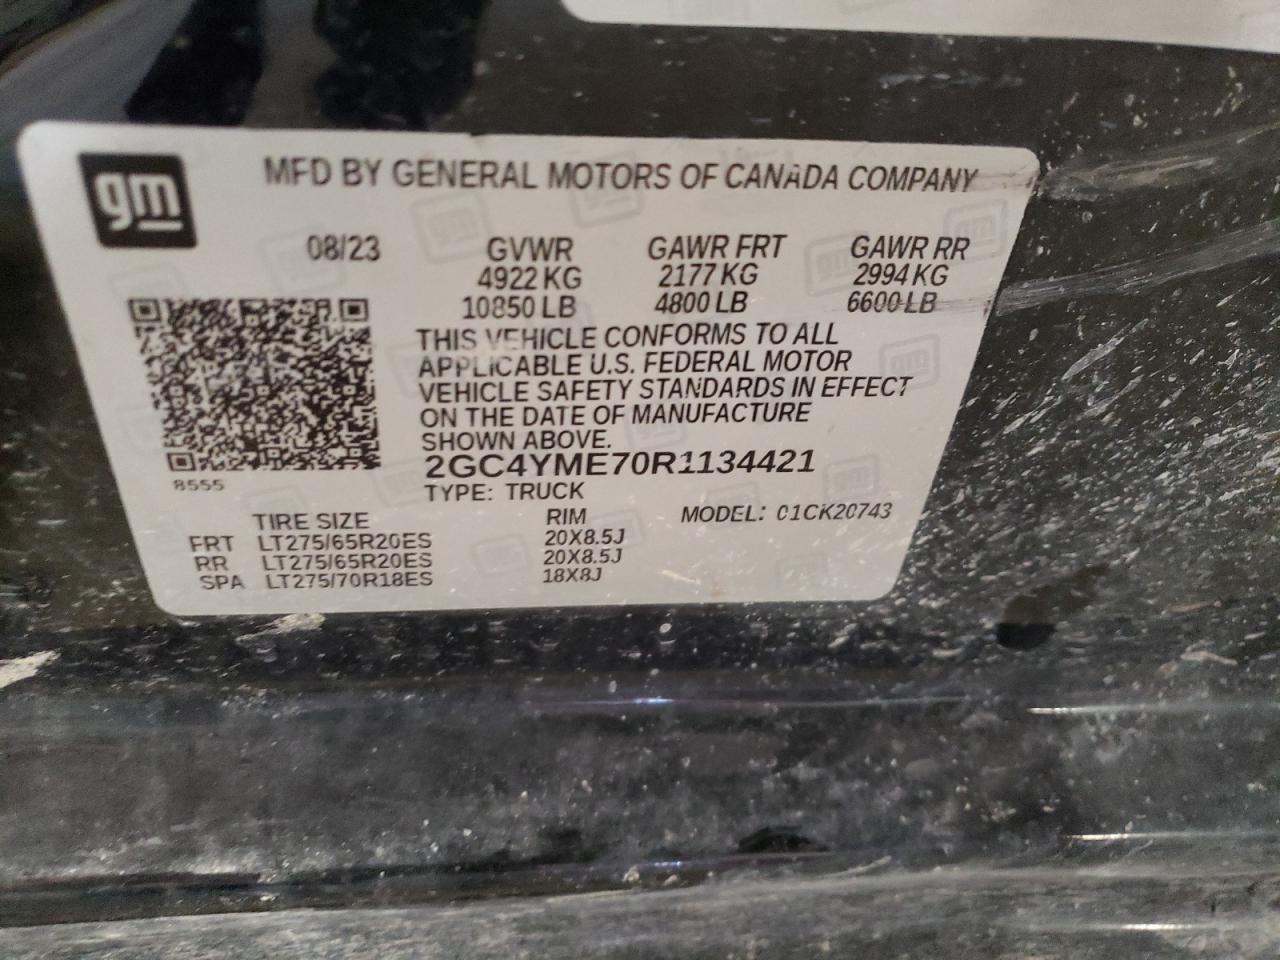 gm
MFD BY GENERAL MOTORS OF CANADA COMPANY
08/23 GVWR GAWR FRT GAWR RR
4922 KG 2177 KG 2994 KG
10850 LB 4800 LB 6600 LB
THIS VEHICLE CONFORMS TO ALL
APPLICABLE U.S. FEDERAL MOTOR
VEHICLE SAFETY STANDARDS IN EFFECT
ON THE DATE OF MANUFACTURE
SHOWN ABOVE.
2GC4YME70R1134421
8555
TYPE: TRUCK
TIRE SIZE RIM MODEL: 01CK20743
FRT LT275/65R20ES 20X8.5J
RR LT275/65R20ES 20X8.5J
SPA LT275/70R18ES 18X8J